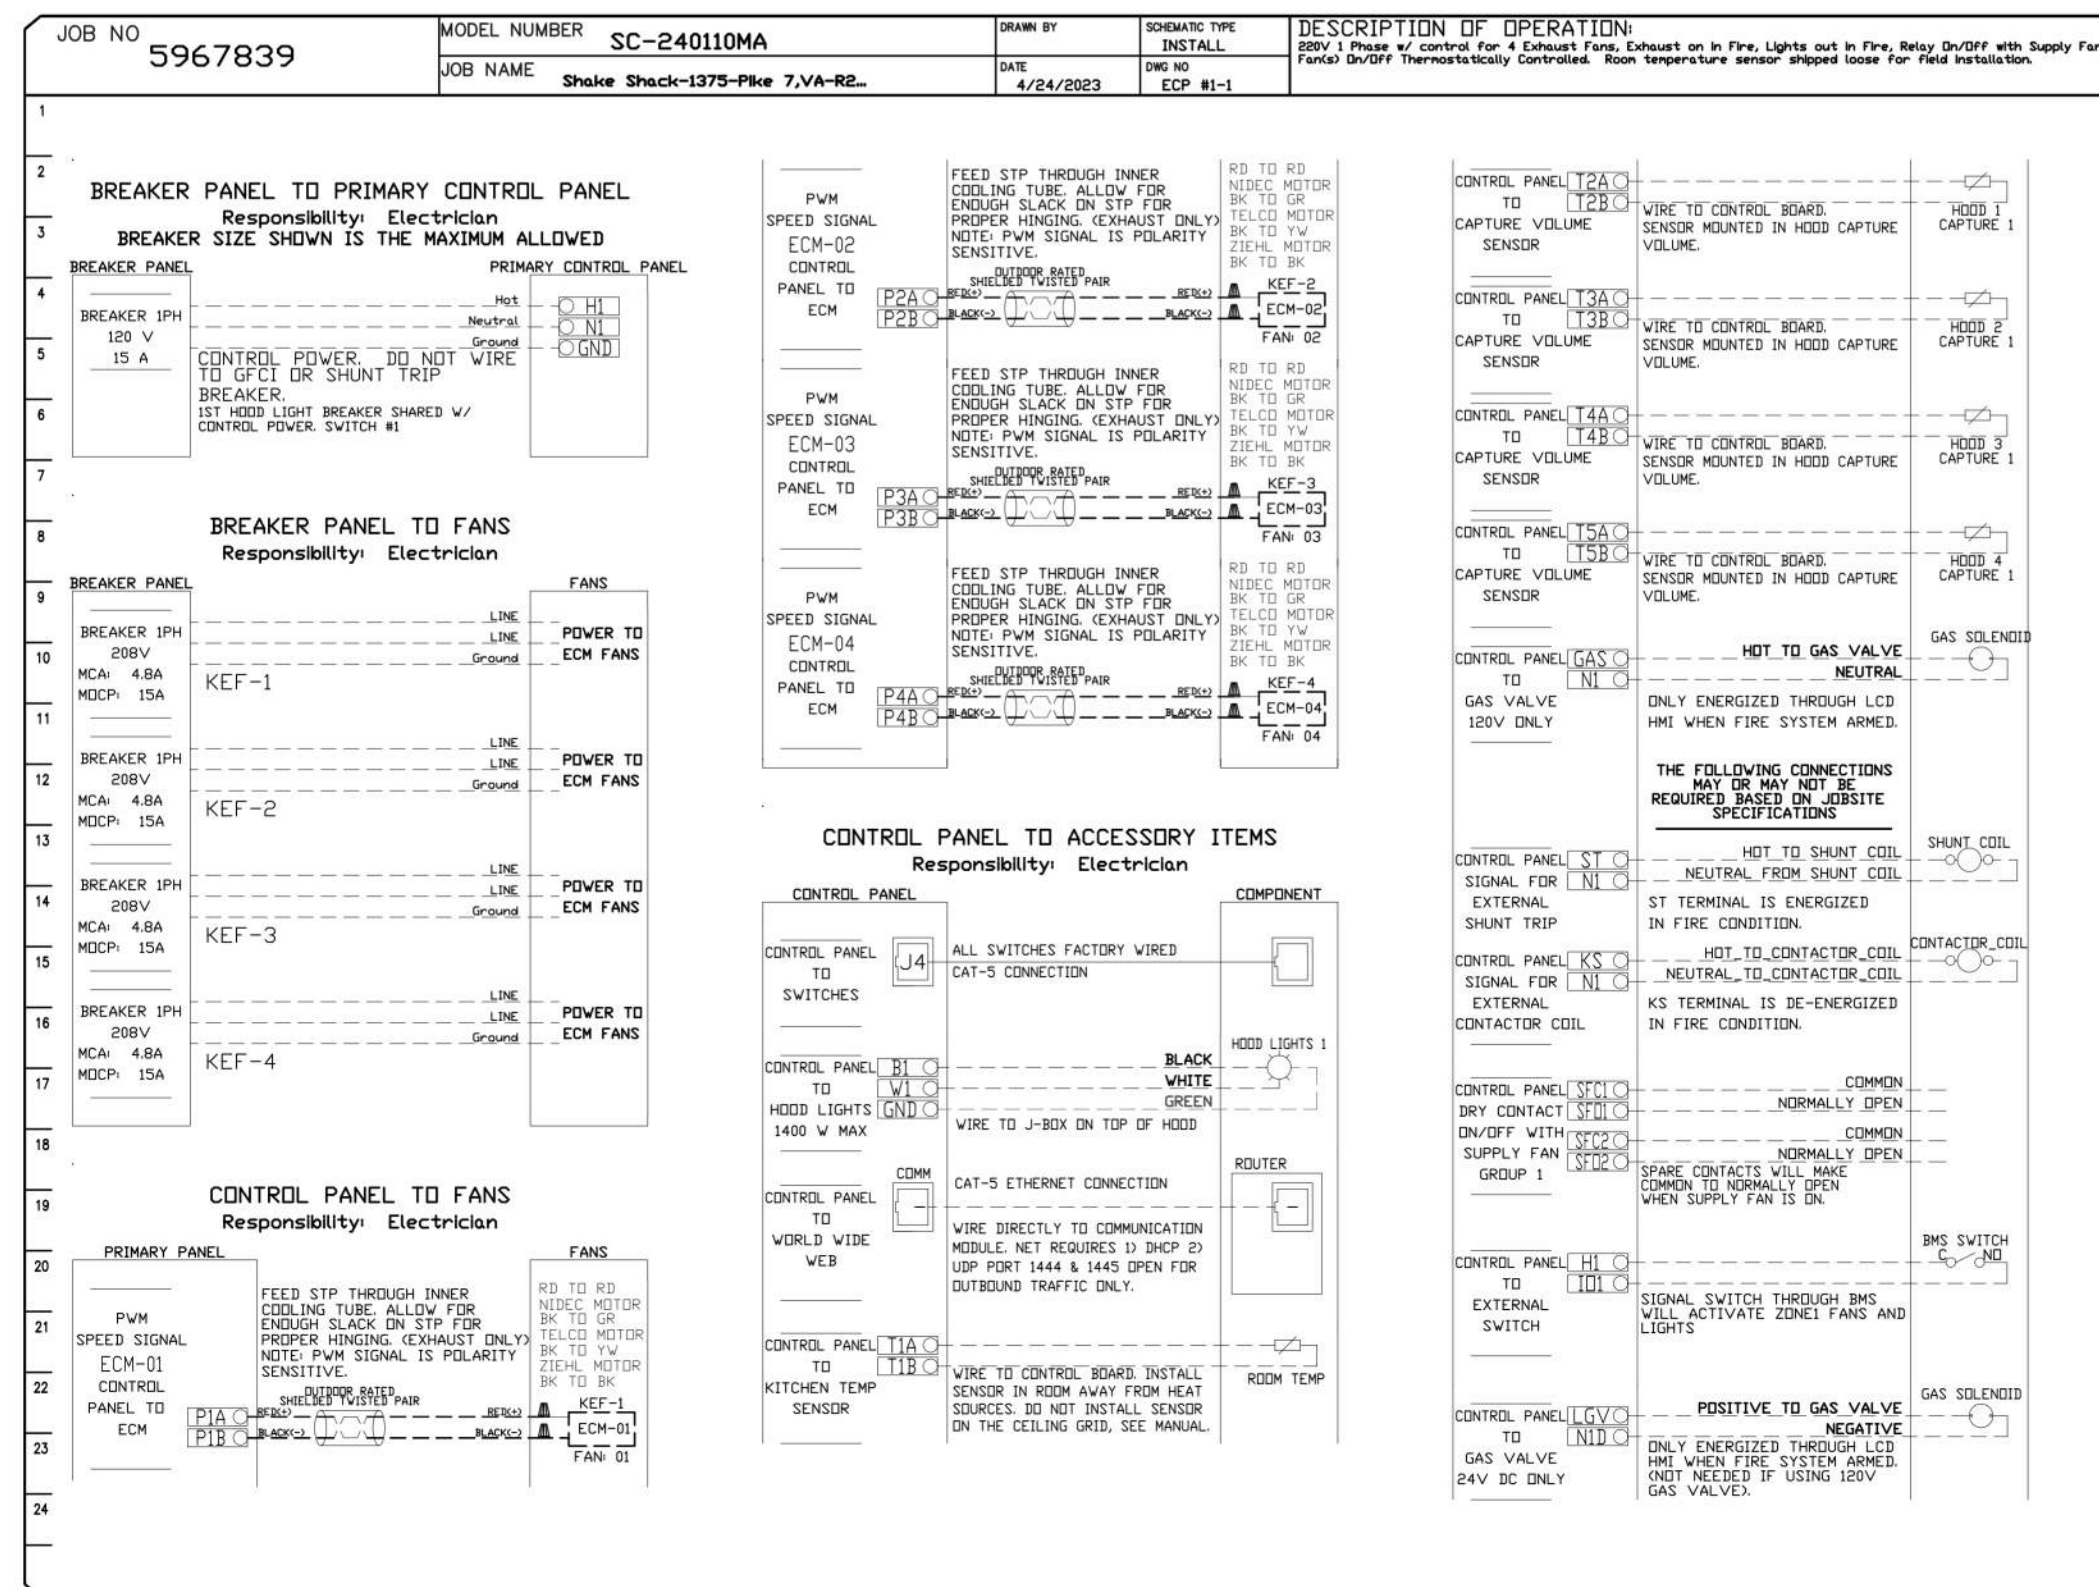 JOB NO
5967839
MODEL NUMBER
SC-240110MA
JOB NAME
Shake Shack-1375-Pike 7,VA-R2...
DRAWN BY
DATE
4/24/2023
SCHEMATIC TYPE
INSTALL
DWG NO
ECP #1-1
DESCRIPTION OF OPERATION:
220V 1 Phase w/ control for 4 Exhaust Fans, Exhaust on in Fire, Lights out in Fire, Relay On/Off with Supply Fan
Fan(s) On/Off Thermostatically Controlled. Room temperature sensor shipped loose for field installation.
1
2
3
4
5
6
7
8
9
10
11
12
13
14
15
16
17
18
19
20
21
22
23
24
BREAKER PANEL TO PRIMARY CONTROL PANEL
Responsibility: Electrician
BREAKER SIZE SHOWN IS THE MAXIMUM ALLOWED
BREAKER PANEL
PRIMARY CONTROL PANEL
BREAKER 1PH
120 V
15 A
Hot
H1
Neutral
N1
Ground
GND
CONTROL POWER. DO NOT WIRE
TO GFCI OR SHUNT TRIP
BREAKER.
1ST HOOD LIGHT BREAKER SHARED W/
CONTROL POWER. SWITCH #1
BREAKER PANEL TO FANS
Responsibility: Electrician
BREAKER PANEL
FANS
BREAKER 1PH
208V
MCA: 4.8A
MOCP: 15A
KEF-1
LINE
LINE
Ground
POWER TO
ECM FANS
BREAKER 1PH
208V
MCA: 4.8A
MOCP: 15A
KEF-2
LINE
LINE
Ground
POWER TO
ECM FANS
BREAKER 1PH
208V
MCA: 4.8A
MOCP: 15A
KEF-3
LINE
LINE
Ground
POWER TO
ECM FANS
BREAKER 1PH
208V
MCA: 4.8A
MOCP: 15A
KEF-4
LINE
LINE
Ground
POWER TO
ECM FANS
CONTROL PANEL TO FANS
Responsibility: Electrician
PRIMARY PANEL
FANS
PWM
SPEED SIGNAL
ECM-01
CONTROL
PANEL TO
ECM
P1A
P1B
FEED STP THROUGH INNER
COOLING TUBE. ALLOW FOR
ENOUGH SLACK ON STP FOR
PROPER HINGING. (EXHAUST ONLY)
NOTE: PWM SIGNAL IS POLARITY
SENSITIVE.
OUTDOOR RATED
SHIELDED TWISTED PAIR
RED(+)
RED(+)
BLACK(-)
BLACK(-)
RD TO RD
NIDEC MOTOR
BK TO GR
TELCO MOTOR
BK TO YW
ZIEHL MOTOR
BK TO BK
KEF-1
ECM-01
FAN: 01
PWM
SPEED SIGNAL
ECM-02
CONTROL
PANEL TO
ECM
P2A
P2B
FEED STP THROUGH INNER
COOLING TUBE. ALLOW FOR
ENOUGH SLACK ON STP FOR
PROPER HINGING. (EXHAUST ONLY)
NOTE: PWM SIGNAL IS POLARITY
SENSITIVE.
OUTDOOR RATED
SHIELDED TWISTED PAIR
RED(+)
RED(+)
BLACK(-)
BLACK(-)
RD TO RD
NIDEC MOTOR
BK TO GR
TELCO MOTOR
BK TO YW
ZIEHL MOTOR
BK TO BK
KEF-2
ECM-02
FAN: 02
PWM
SPEED SIGNAL
ECM-03
CONTROL
PANEL TO
ECM
P3A
P3B
FEED STP THROUGH INNER
COOLING TUBE. ALLOW FOR
ENOUGH SLACK ON STP FOR
PROPER HINGING. (EXHAUST ONLY)
NOTE: PWM SIGNAL IS POLARITY
SENSITIVE.
OUTDOOR RATED
SHIELDED TWISTED PAIR
RED(+)
RED(+)
BLACK(-)
BLACK(-)
RD TO RD
NIDEC MOTOR
BK TO GR
TELCO MOTOR
BK TO YW
ZIEHL MOTOR
BK TO BK
KEF-3
ECM-03
FAN: 03
PWM
SPEED SIGNAL
ECM-04
CONTROL
PANEL TO
ECM
P4A
P4B
FEED STP THROUGH INNER
COOLING TUBE. ALLOW FOR
ENOUGH SLACK ON STP FOR
PROPER HINGING. (EXHAUST ONLY)
NOTE: PWM SIGNAL IS POLARITY
SENSITIVE.
OUTDOOR RATED
SHIELDED TWISTED PAIR
RED(+)
RED(+)
BLACK(-)
BLACK(-)
RD TO RD
NIDEC MOTOR
BK TO GR
TELCO MOTOR
BK TO YW
ZIEHL MOTOR
BK TO BK
KEF-4
ECM-04
FAN: 04
CONTROL PANEL TO ACCESSORY ITEMS
Responsibility: Electrician
CONTROL PANEL
COMPONENT
CONTROL PANEL
TO
SWITCHES
J4
ALL SWITCHES FACTORY WIRED
CAT-5 CONNECTION
CONTROL PANEL
TO
HOOD LIGHTS
1400 W MAX
B1
W1
GND
BLACK
WHITE
GREEN
HOOD LIGHTS 1
WIRE TO J-BOX ON TOP OF HOOD
CONTROL PANEL
TO
WORLD WIDE
WEB
COMM
CAT-5 ETHERNET CONNECTION
ROUTER
WIRE DIRECTLY TO COMMUNICATION
MODULE. NET REQUIRES 1) DHCP 2)
UDP PORT 1444 & 1445 OPEN FOR
OUTBOUND TRAFFIC ONLY.
CONTROL PANEL
TO
KITCHEN TEMP
SENSOR
T1A
T1B
WIRE TO CONTROL BOARD. INSTALL
SENSOR IN ROOM AWAY FROM HEAT
SOURCES. DO NOT INSTALL SENSOR
ON THE CEILING GRID, SEE MANUAL.
ROOM TEMP
CONTROL PANEL
TO
CAPTURE VOLUME
SENSOR
T2A
T2B
WIRE TO CONTROL BOARD.
SENSOR MOUNTED IN HOOD CAPTURE
VOLUME.
HOOD 1
CAPTURE 1
CONTROL PANEL
TO
CAPTURE VOLUME
SENSOR
T3A
T3B
WIRE TO CONTROL BOARD.
SENSOR MOUNTED IN HOOD CAPTURE
VOLUME.
HOOD 2
CAPTURE 1
CONTROL PANEL
TO
CAPTURE VOLUME
SENSOR
T4A
T4B
WIRE TO CONTROL BOARD.
SENSOR MOUNTED IN HOOD CAPTURE
VOLUME.
HOOD 3
CAPTURE 1
CONTROL PANEL
TO
CAPTURE VOLUME
SENSOR
T5A
T5B
WIRE TO CONTROL BOARD.
SENSOR MOUNTED IN HOOD CAPTURE
VOLUME.
HOOD 4
CAPTURE 1
CONTROL PANEL
TO
GAS VALVE
120V ONLY
GAS
N1
HOT TO GAS VALVE
NEUTRAL
GAS SOLENOID
ONLY ENERGIZED THROUGH LCD
HMI WHEN FIRE SYSTEM ARMED.
THE FOLLOWING CONNECTIONS
MAY OR MAY NOT BE
REQUIRED BASED ON JOBSITE
SPECIFICATIONS
CONTROL PANEL
SIGNAL FOR
EXTERNAL
SHUNT TRIP
ST
N1
HOT TO SHUNT COIL
NEUTRAL FROM SHUNT COIL
SHUNT COIL
ST TERMINAL IS ENERGIZED
IN FIRE CONDITION.
CONTROL PANEL
SIGNAL FOR
EXTERNAL
CONTACTOR COIL
KS
N1
HOT_TO_CONTACTOR_COIL
NEUTRAL_TO_CONTACTOR_COIL
CONTACTOR_COIL
KS TERMINAL IS DE-ENERGIZED
IN FIRE CONDITION.
CONTROL PANEL
DRY CONTACT
ON/OFF WITH
SUPPLY FAN
GROUP 1
SFC1
SFO1
SFC2
SFO2
COMMON
NORMALLY OPEN
COMMON
NORMALLY OPEN
SPARE CONTACTS WILL MAKE
COMMON TO NORMALLY OPEN
WHEN SUPPLY FAN IS ON.
CONTROL PANEL
TO
EXTERNAL
SWITCH
H1
IO1
BMS SWITCH
C NO
SIGNAL SWITCH THROUGH BMS
WILL ACTIVATE ZONE1 FANS AND
LIGHTS
CONTROL PANEL
TO
GAS VALVE
24V DC ONLY
LGV
N1D
POSITIVE TO GAS VALVE
NEGATIVE
GAS SOLENOID
ONLY ENERGIZED THROUGH LCD
HMI WHEN FIRE SYSTEM ARMED.
(NOT NEEDED IF USING 120V
GAS VALVE).